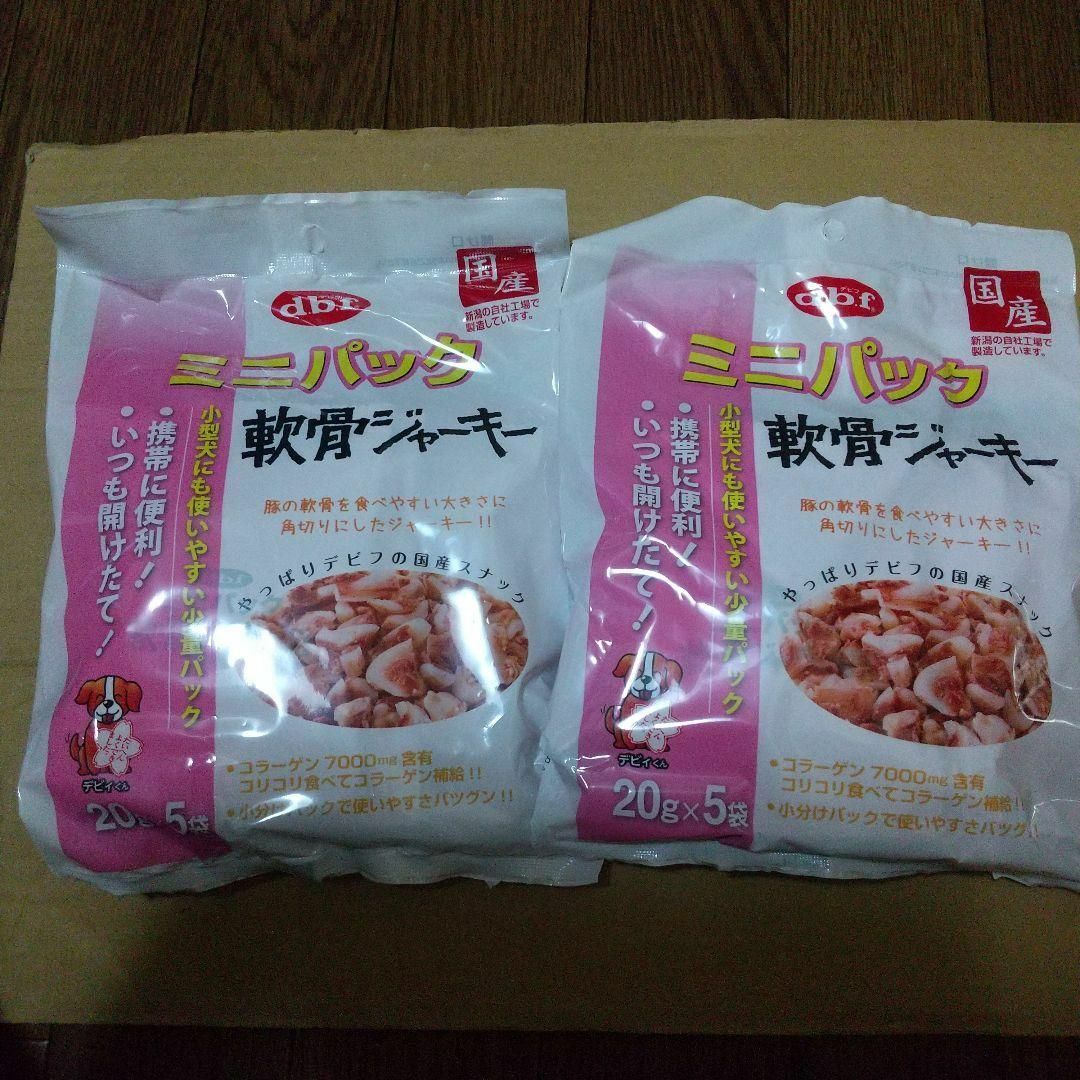 d.b.f
国産
新潟の自社工場で
製造しています。
ミニパック
軟骨ジャーキー
小型犬にも使いやすい小量パック
・携帯に便利!
・いつも開けたて!
豚の軟骨を食べやすい大きさに
角切りにしたジャーキー!!
やっぱりデビフの国産スナック
デビィくん
• コラーゲン 7000mg 含有
コリコリ食べてコラーゲン補給!!
• 小分けパックで使いやすさバツグン!!
20g 5袋
開け口
デビフ
d.b.f
国産
新潟の自社工場で
製造しています。
ミニパック
軟骨ジャーキー
小型犬にも使いやすい小量パック
・携帯に便利!
・いつも開けたて!
豚の軟骨を食べやすい大きさに
角切りにしたジャーキー!!
やっぱりデビフの国産スナック
デビィくん
• コラーゲン 7000mg 含有
コリコリ食べてコラーゲン補給!!
• 小分けパックで使いやすさバツグン!!
20g×5袋